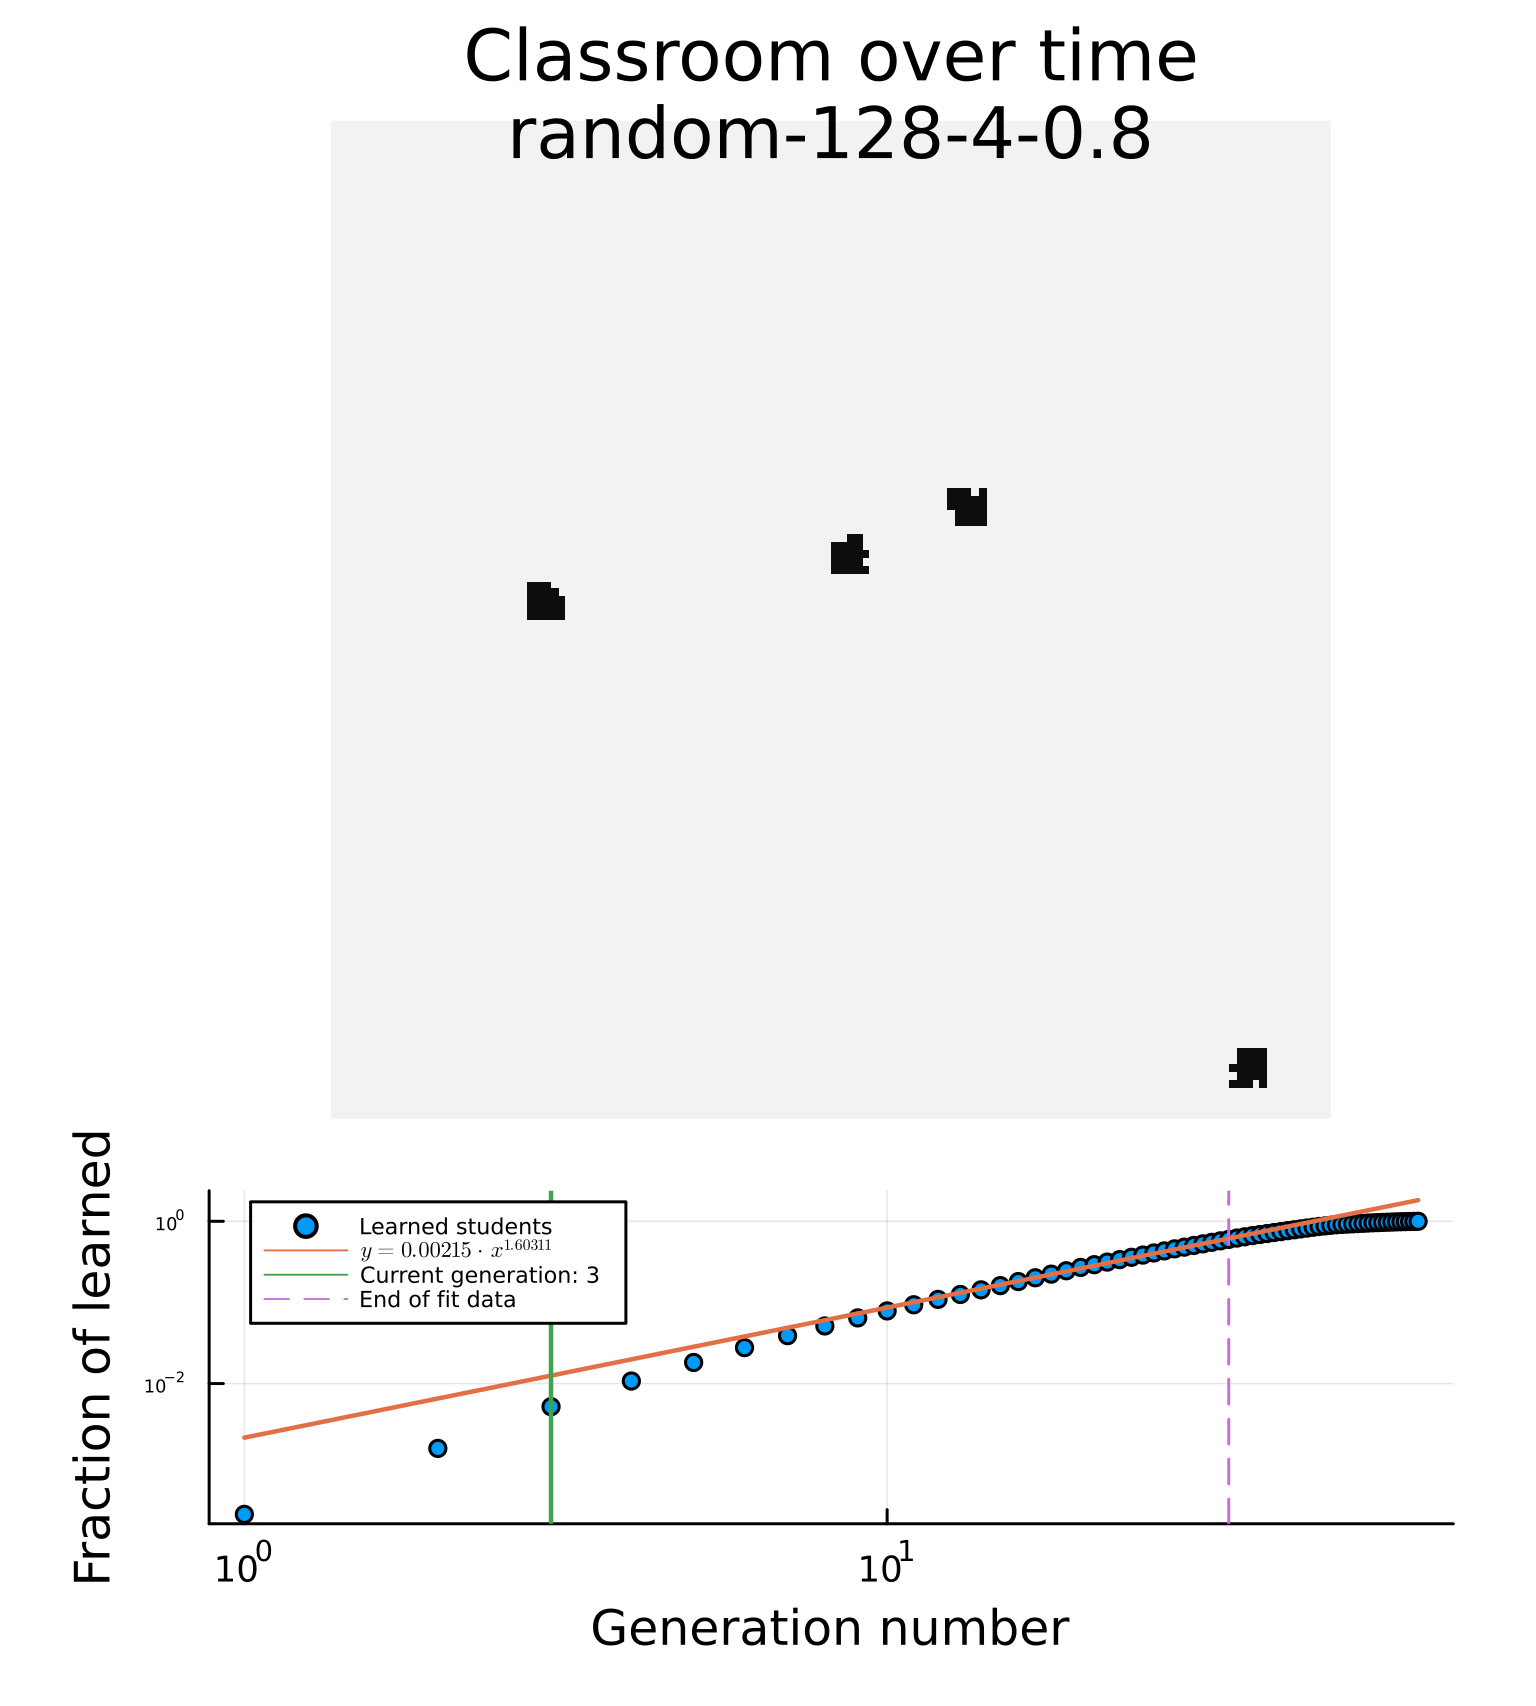 Classroom over time
random-128-4-0.8
Fraction of learned
10⁰
10⁻²
Learned students
y = 0.00215 · x^1.60311
Current generation: 3
End of fit data
10⁰
10¹
Generation number